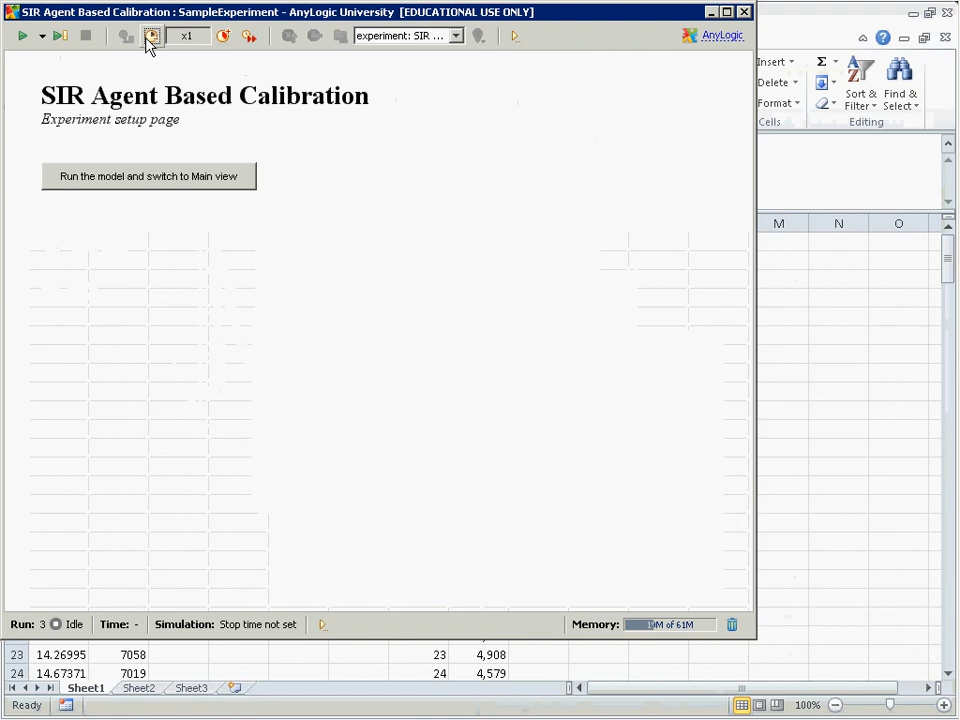 SIR Agent Based Calibration : SampleExperiment - AnyLogic University [EDUCATIONAL USE ONLY]
x1
experiment: SIR ...
AnyLogic
SIR Agent Based Calibration
Experiment setup page
Run the model and switch to Main view
Insert
Delete
Format
Cells
Σ
Sort &
Filter
Find &
Select
Editing
M N O
Run: 3 Idle Time: - Simulation: Stop time not set Memory: 19M of 61M
23 14.26995 7058 23 4,908
24 14.67371 7019 24 4,579
Sheet1 Sheet2 Sheet3
Ready 100%